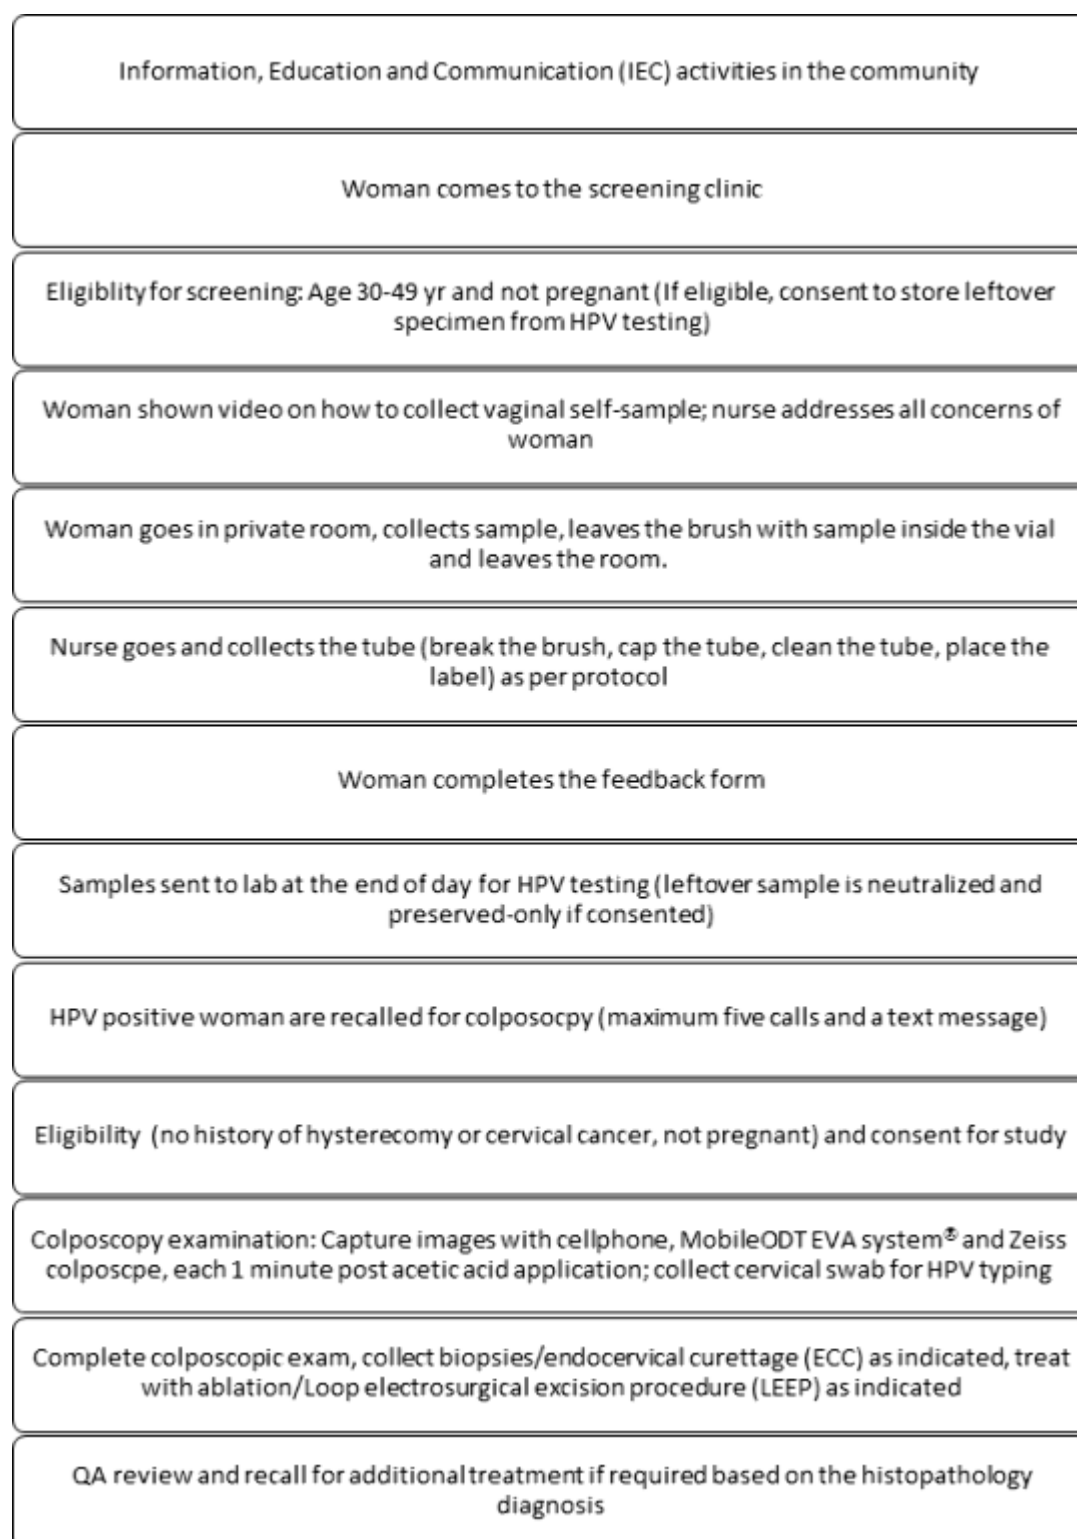 Information, Education and Communication (IEC) activities in the community
Woman comes to the screening clinic
Eligiblity for screening: Age 30-49 yr and not pregnant (If eligible, consent to store leftover
specimen from HPV testing)
Woman shown video on how to collect vaginal self-sample; nurse addresses all concerns of
woman
Woman goes in private room, collects sample, leaves the brush with sample inside the vial
and leaves the room.
Nurse goes and collects the tube (break the brush, cap the tube, clean the tube, place the
label) as per protocol
Woman completes the feedback form
Samples sent to lab at the end of day for HPV testing (leftover sample is neutralized and
preserved-only if consented)
HPV positive woman are recalled for colposocpy (maximum five calls and a text message)
Eligibility (no history of hysterecomy or cervical cancer, not pregnant) and consent for study
Colposcopy examination: Capture images with cellphone, MobileODT EVA system® and Zeiss
colposcpe, each 1 minute post acetic acid application; collect cervical swab for HPV typing
Complete colposcopic exam, collect biopsies/endocervical curettage (ECC) as indicated, treat
with ablation/Loop electrosurgical excision procedure (LEEP) as indicated
QA review and recall for additional treatment if required based on the histopathology
diagnosis